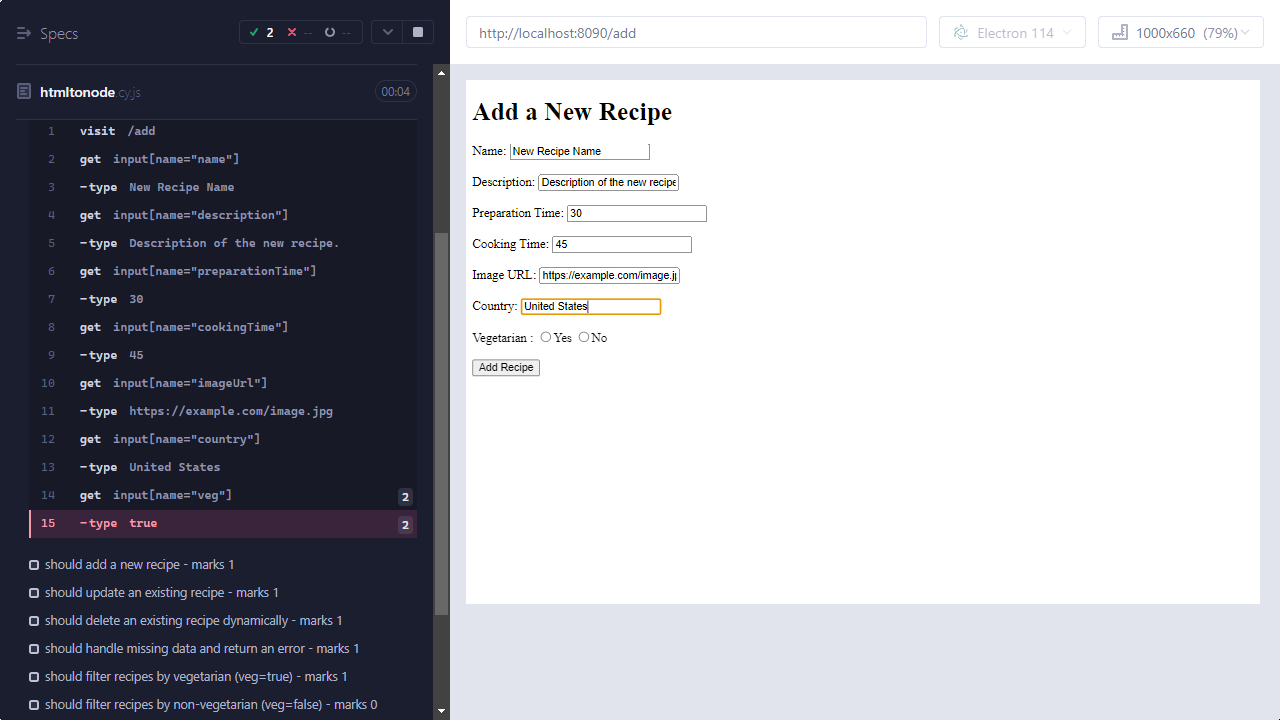 Specs
2
--
--
htmltonode.cy.js
00:04
1 visit /add
2 get input[name="name"]
3 -type New Recipe Name
4 get input[name="description"]
5 -type Description of the new recipe.
6 get input[name="preparationTime"]
7 -type 30
8 get input[name="cookingTime"]
9 -type 45
10 get input[name="imageUrl"]
11 -type https://example.com/image.jpg
12 get input[name="country"]
13 -type United States
14 get input[name="veg"] 2
15 -type true 2
should add a new recipe - marks 1
should update an existing recipe - marks 1
should delete an existing recipe dynamically - marks 1
should handle missing data and return an error - marks 1
should filter recipes by vegetarian (veg=true) - marks 1
should filter recipes by non-vegetarian (veg=false) - marks 0
http://localhost:8090/add
Electron 114
1000x660 (79%)
Add a New Recipe
Name: New Recipe Name
Description: Description of the new recipe
Preparation Time: 30
Cooking Time: 45
Image URL: https://example.com/image.j
Country: United States
Vegetarian : Yes No
Add Recipe